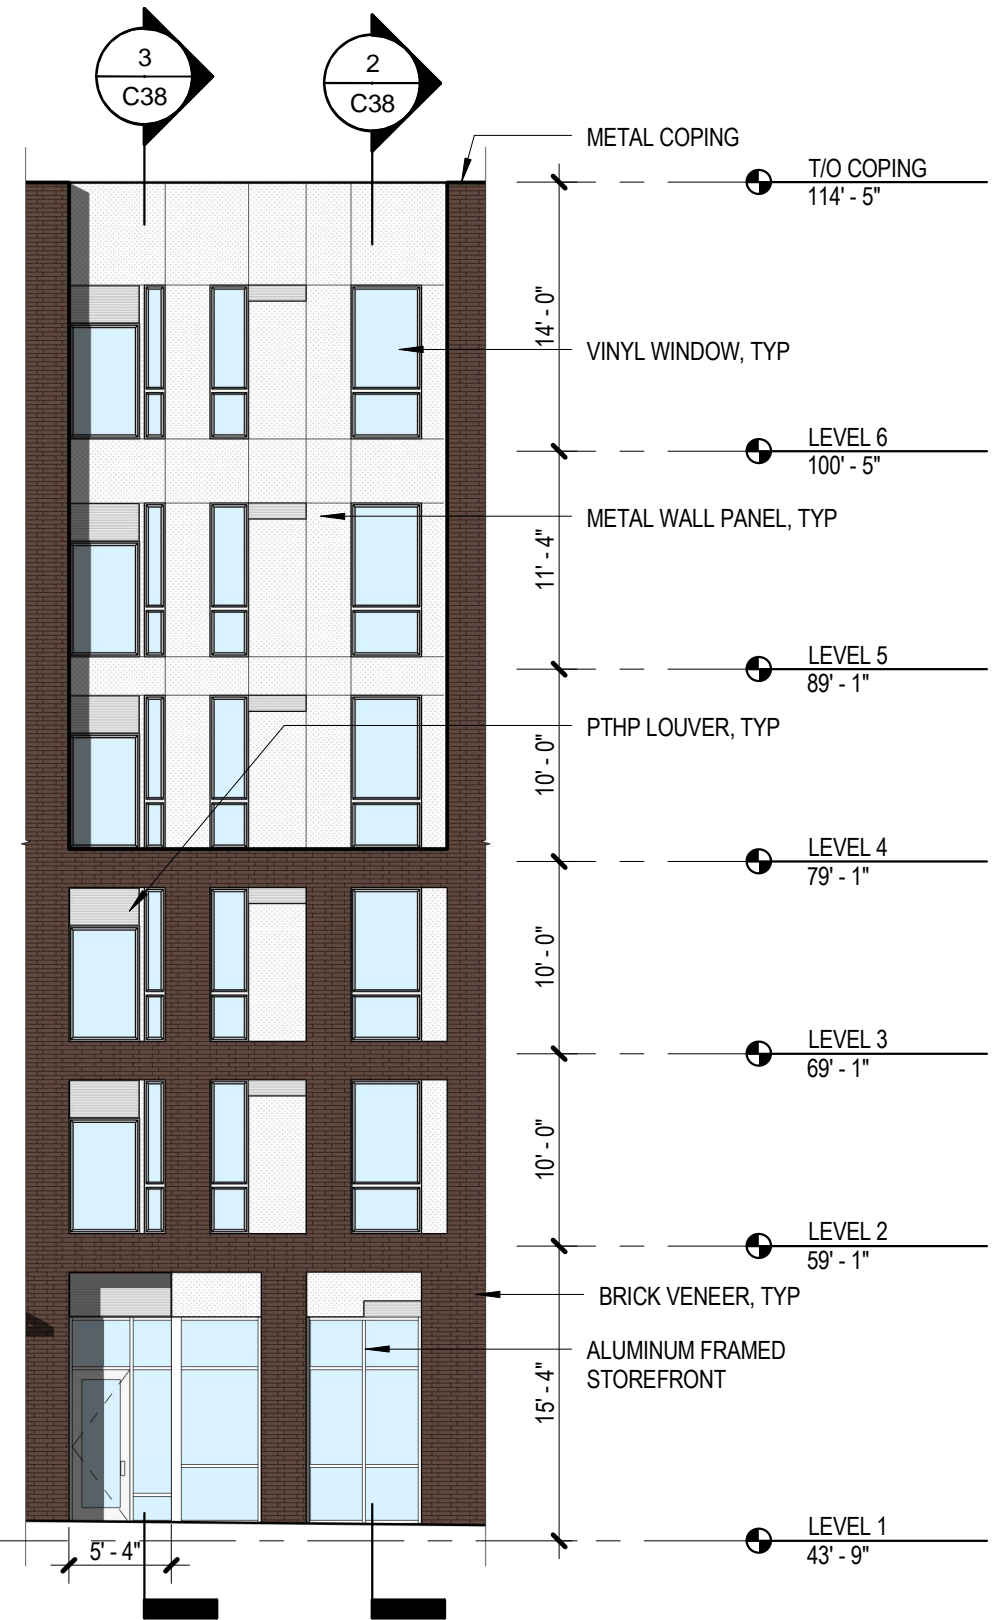 3
C38
2
C38
METAL COPING
T/O COPING
114' - 5"
14' - 0"
VINYL WINDOW, TYP
LEVEL 6
100' - 5"
METAL WALL PANEL, TYP
11' - 4"
LEVEL 5
89' - 1"
PTHP LOUVER, TYP
10' - 0"
LEVEL 4
79' - 1"
10' - 0"
LEVEL 3
69' - 1"
10' - 0"
LEVEL 2
59' - 1"
BRICK VENEER, TYP
ALUMINUM FRAMED
STOREFRONT
15' - 4"
LEVEL 1
43' - 9"
5' - 4"